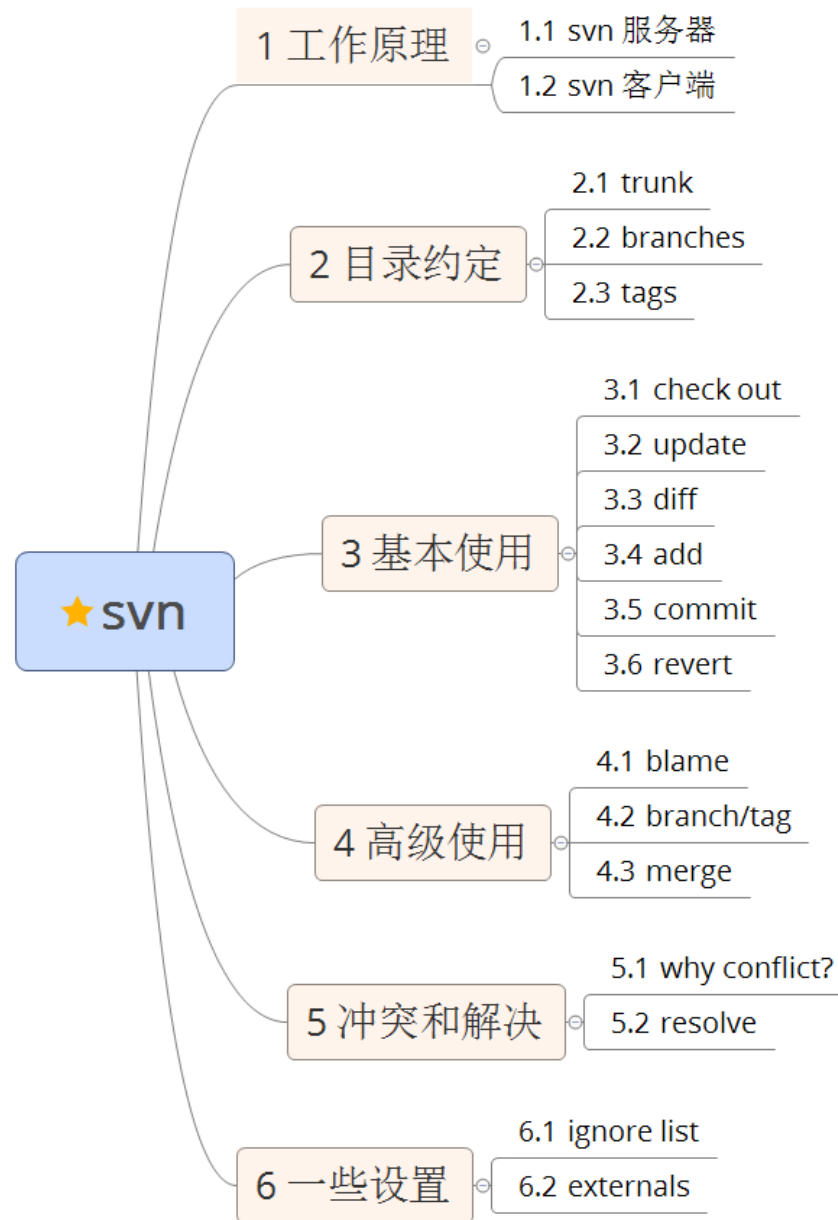 1 工作原理
1.1 svn 服务器
1.2 svn 客户端
2 目录约定
2.1 trunk
2.2 branches
2.3 tags
svn
3 基本使用
3.1 check out
3.2 update
3.3 diff
3.4 add
3.5 commit
3.6 revert
4 高级使用
4.1 blame
4.2 branch/tag
4.3 merge
5 冲突和解决
5.1 why conflict?
5.2 resolve
6 一些设置
6.1 ignore list
6.2 externals